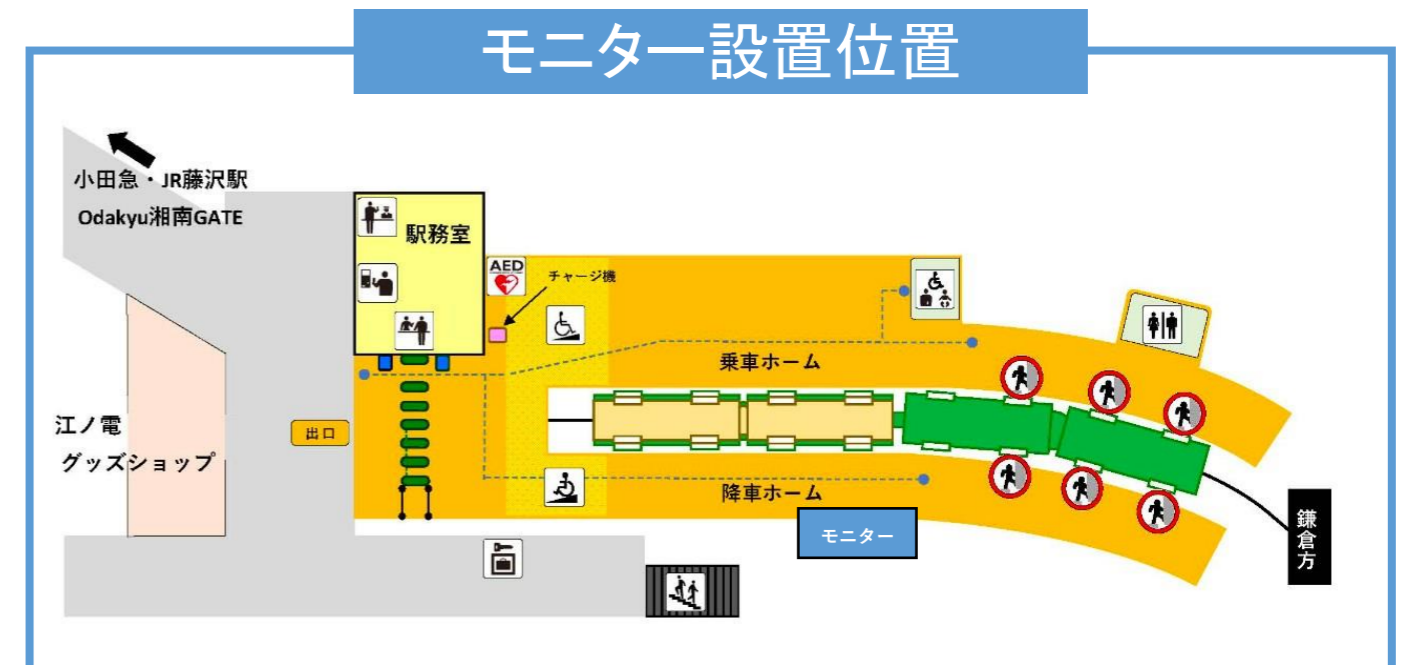 モニター設置位置
小田急・JR藤沢駅
Odakyu湘南GATE
駅務室
AED
チャージ機
乗車ホーム
江ノ電
グッズショップ
出口
降車ホーム
モニター
鎌倉方